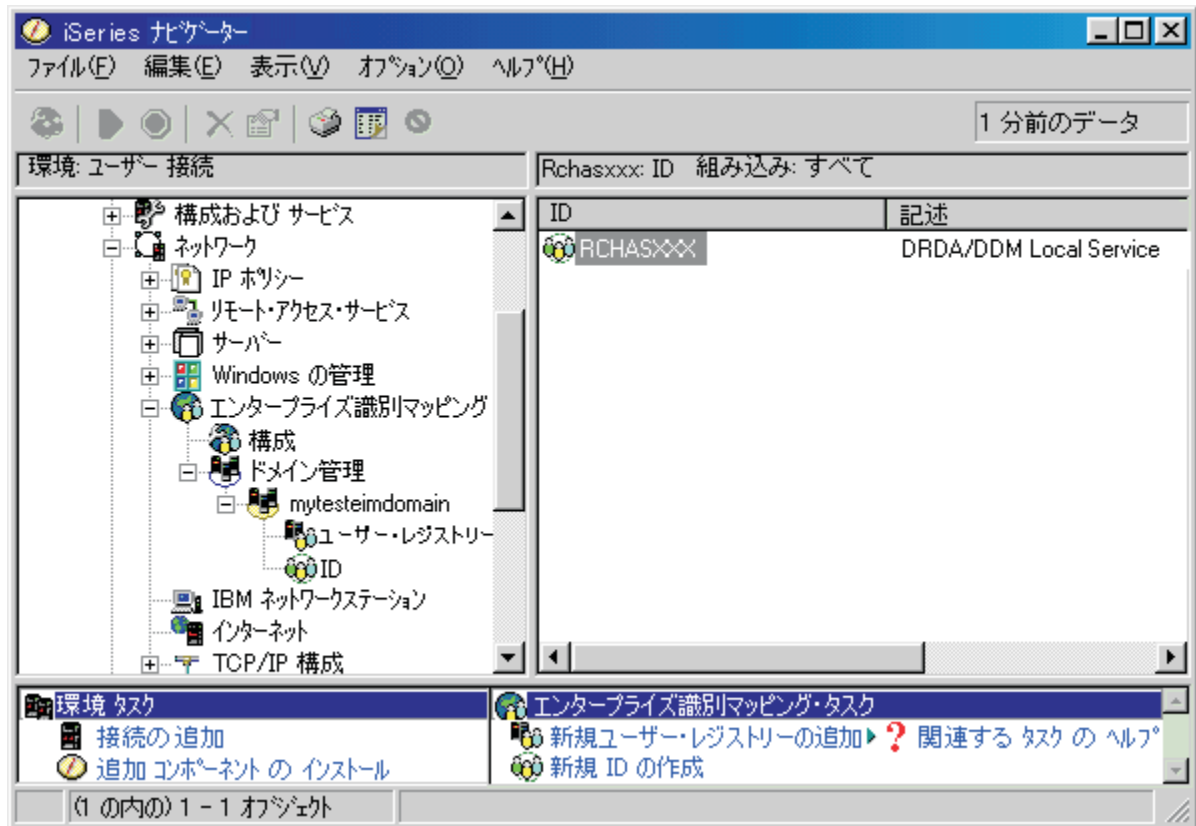 iSeries ナビゲーター
ファイル(F) 編集(E) 表示(V) オプション(O) ヘルプ(H)
1 分前のデータ
環境: ユーザー 接続
Rchasxxx: ID 組み込み: すべて
構成および サービス
ネットワーク
IP ポリシー
リモート・アクセス・サービス
サーバー
Windows の管理
エンタープライズ識別マッピング
構成
ドメイン管理
mytesteimdomain
ユーザー・レジストリー
ID
IBM ネットワークステーション
インターネット
TCP/IP 構成
ID 記述
RCHASXXX DRDA/DDM Local Service
環境 タスク
接続の 追加
追加 コンポーネント の インストール
エンタープライズ識別マッピング・タスク
新規ユーザー・レジストリーの追加 ? 関連する タスク の ヘルプ
新規 ID の作成
(1 の内の) 1 - 1 オブジェクト